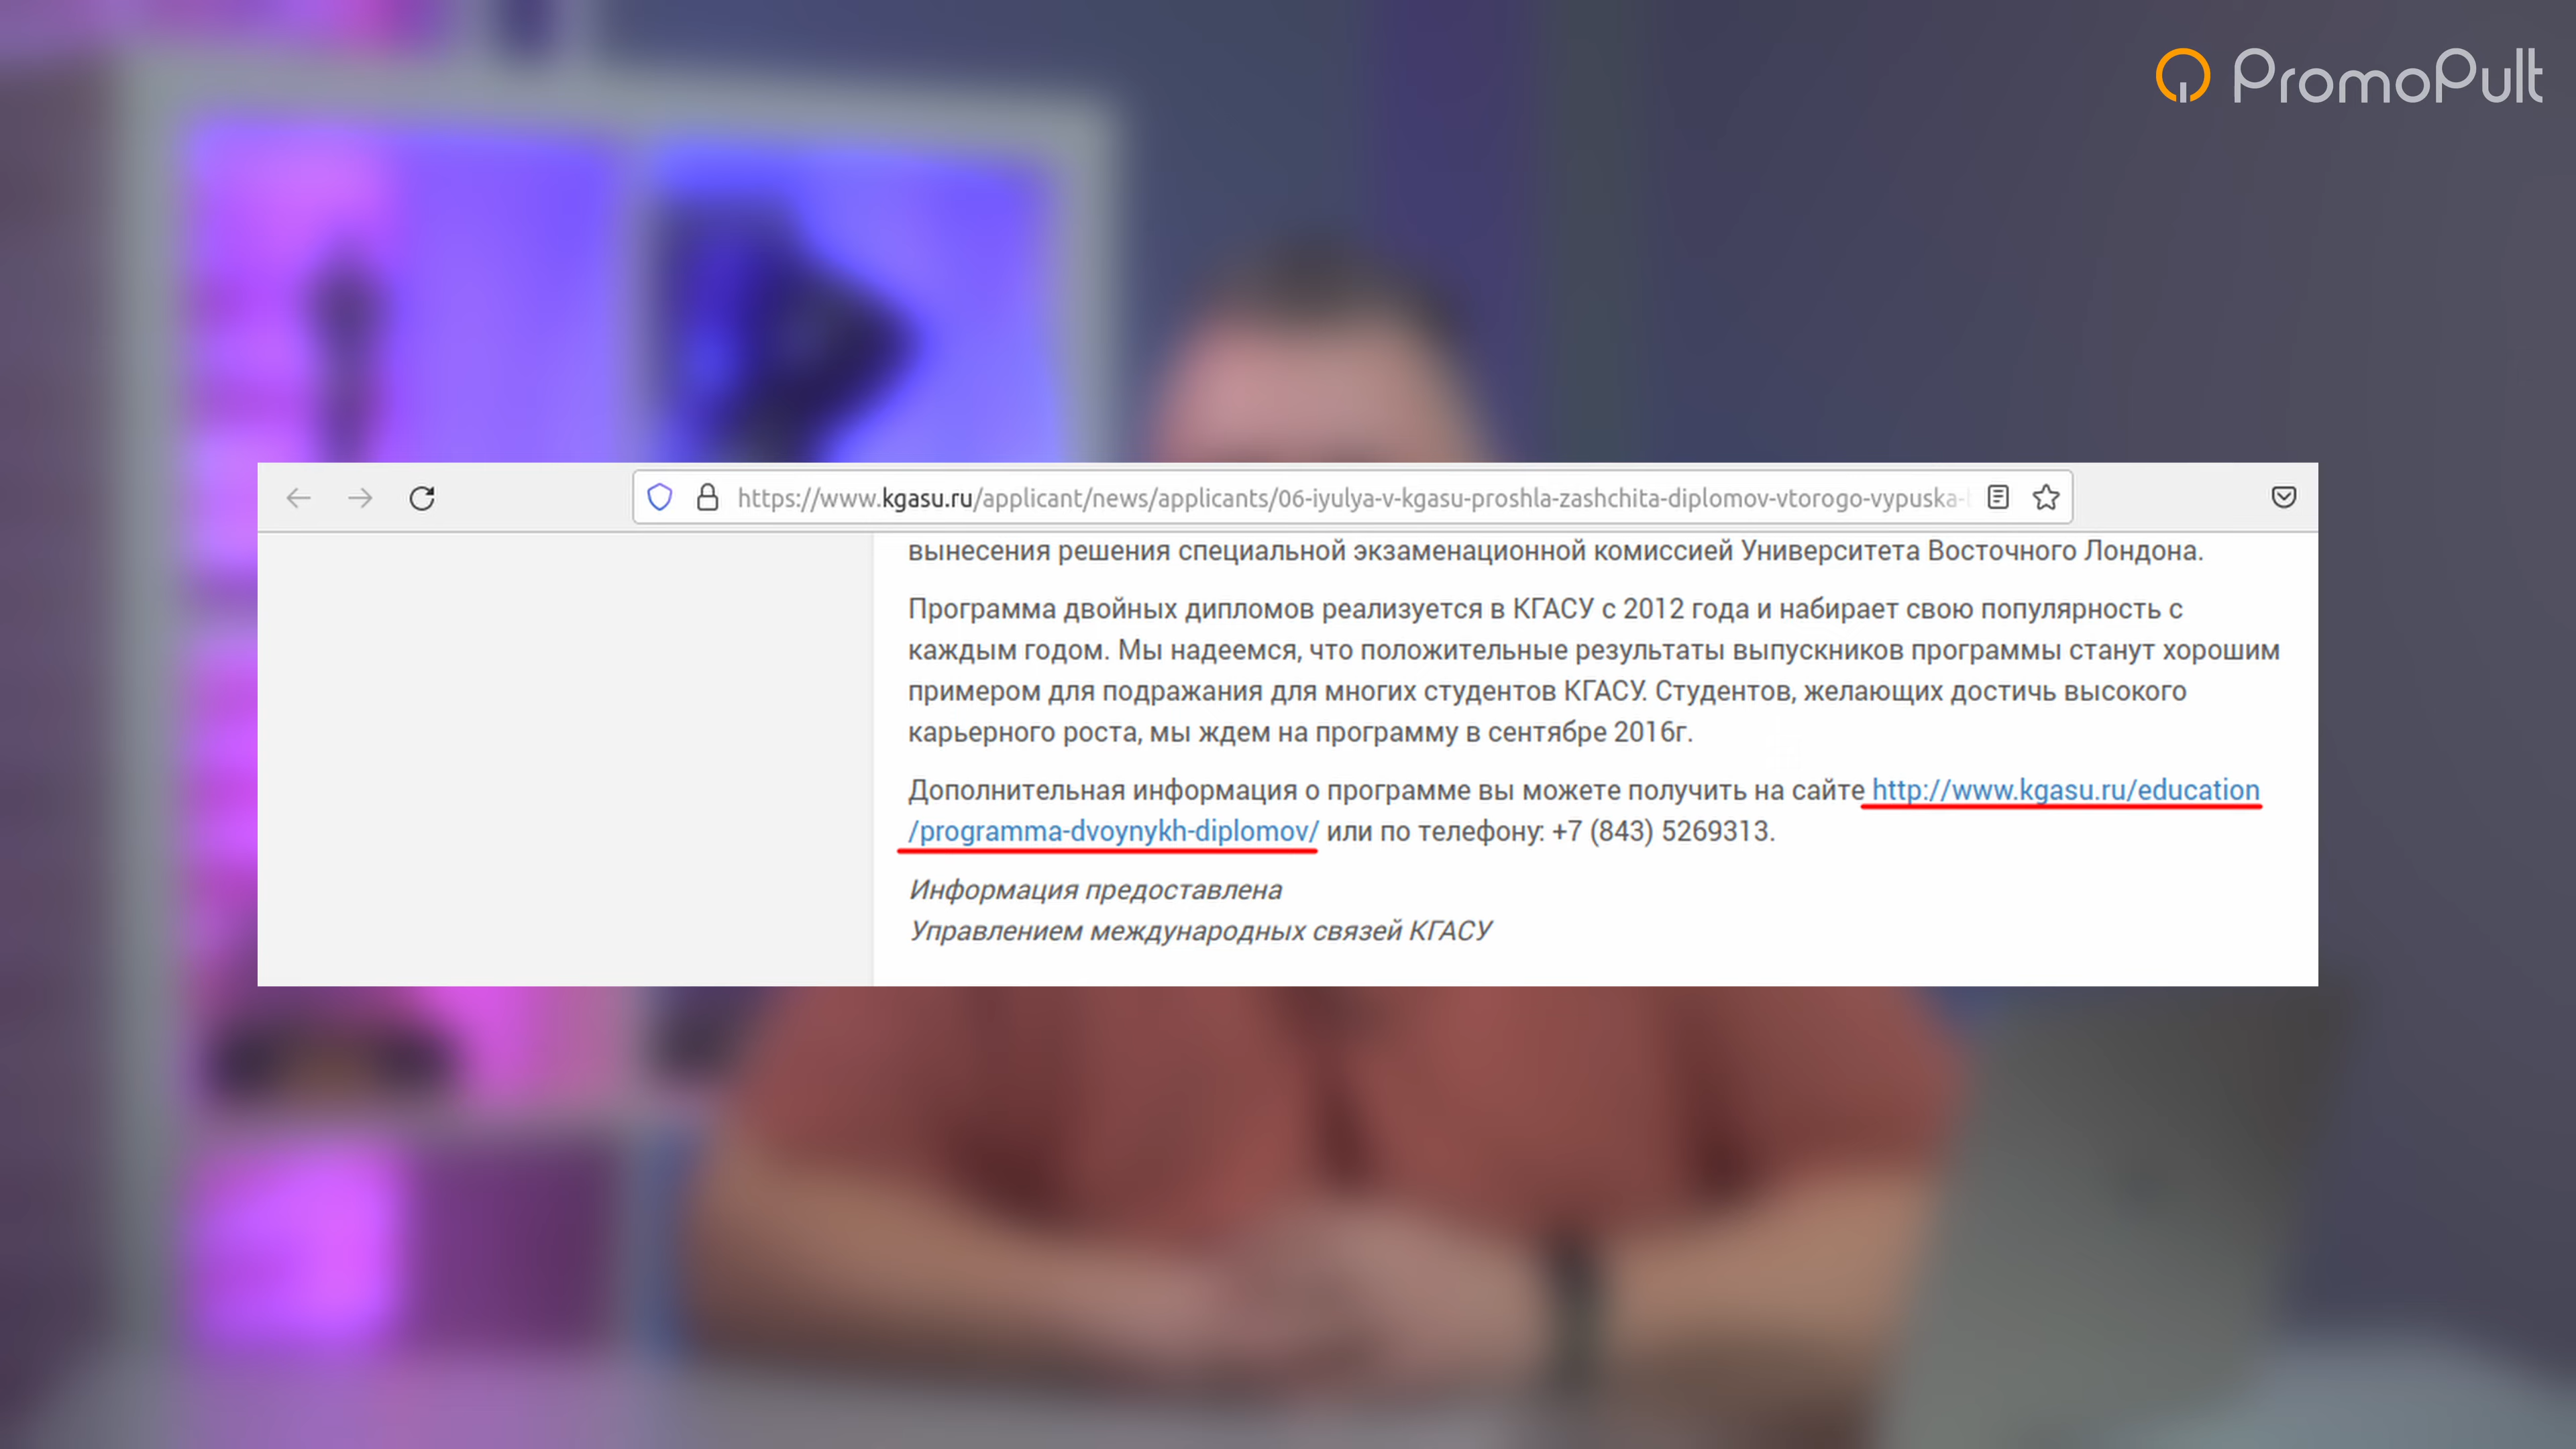 PromoPult
https://www.kgasu.ru/applicant/news/applicants/06-iyulya-v-kgasu-proshla-zashchita-diplomov-vtorogo-vypuska-
вынесения решения специальной экзаменационной комиссией Университета Восточного Лондона.
Программа двойных дипломов реализуется в КГАСУ с 2012 года и набирает свою популярность с
каждым годом. Мы надеемся, что положительные результаты выпускников программы станут хорошим
примером для подражания для многих студентов КГАСУ. Студентов, желающих достичь высокого
карьерного роста, мы ждем на программу в сентябре 2016г.
Дополнительная информация о программе вы можете получить на сайте http://www.kgasu.ru/education
/programma-dvoynykh-diplomov/ или по телефону: +7 (843) 5269313.
Информация предоставлена
Управлением международных связей КГАСУ